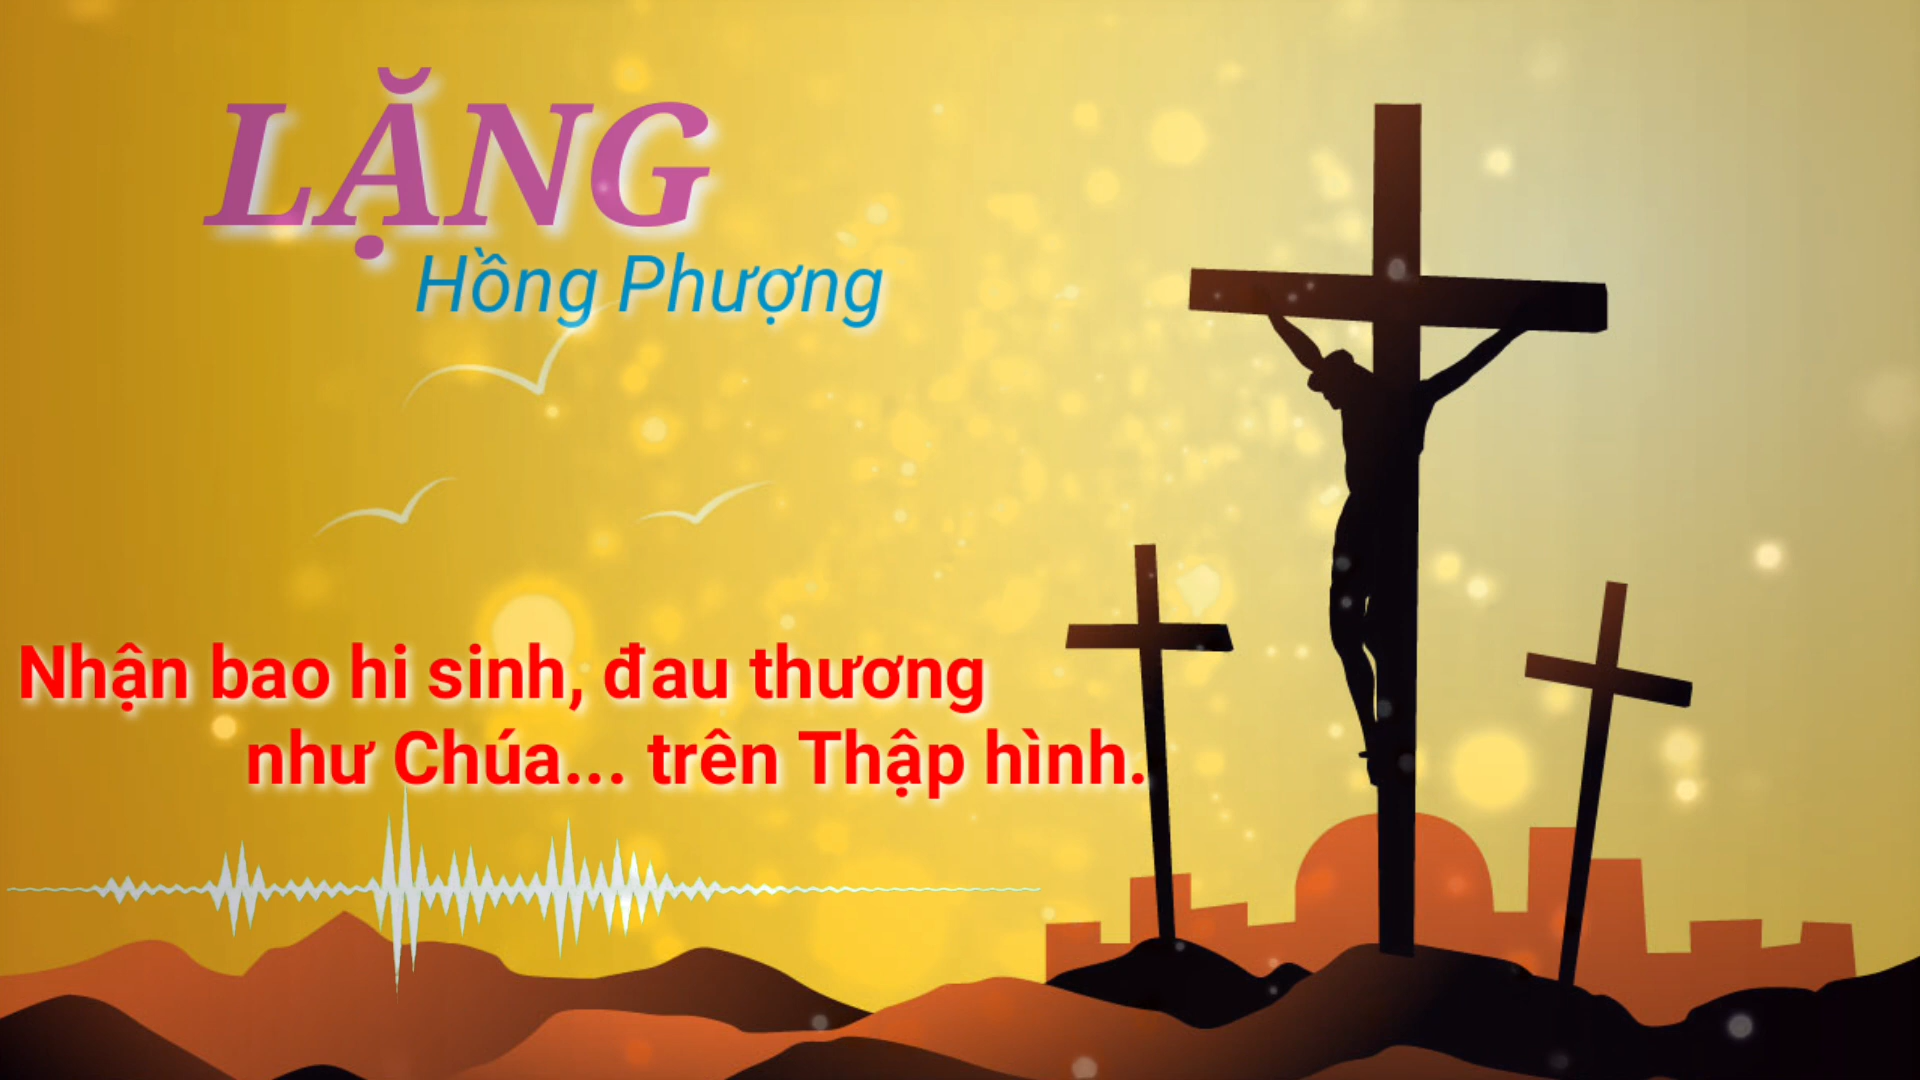 LẶNG
Hồng Phượng
Nhận bao hi sinh, đau thương
như Chúa... trên Thập hình.